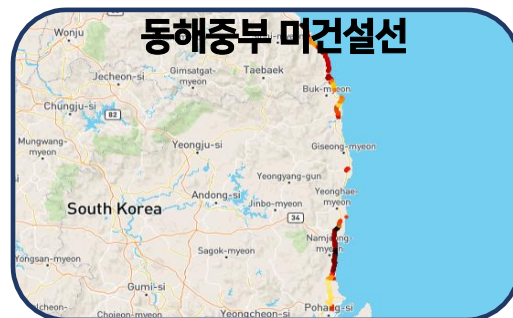 동해중부 미건설선
Wonju
Jecheon-si
Gimsatgat-
myeon
Taebaek
Buk-myeon
Chungju-si
82
Mungwang-
myeon
Yeongju-si
Giseong-myeon
Yeongyang-gun
Andong-si
Jinbo-myeon
Yeonghae-
myeon
South Korea
34
Namjeong-
myeon
Sagok-myeon
Yongsan-myeon
Gumi-si
Pohang-si
Yeongcheon-si
Chojeon-myeon